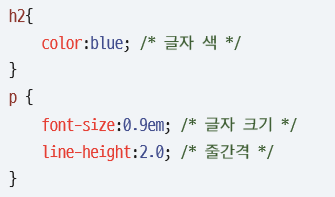 h2{
color:blue; /* 글자 색 */
}
p {
font-size:0.9em; /* 글자 크기 */
line-height:2.0; /* 줄간격 */
}